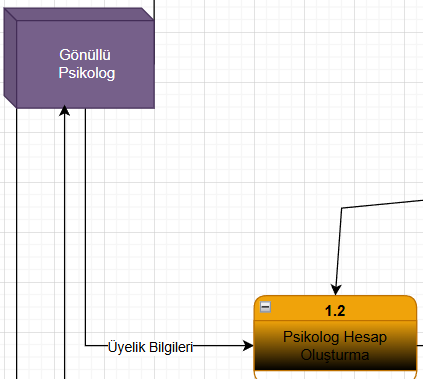 Gönüllü
Psikolog
1.2
Psikolog Hesap
Oluşturma
Üyelik Bilgileri